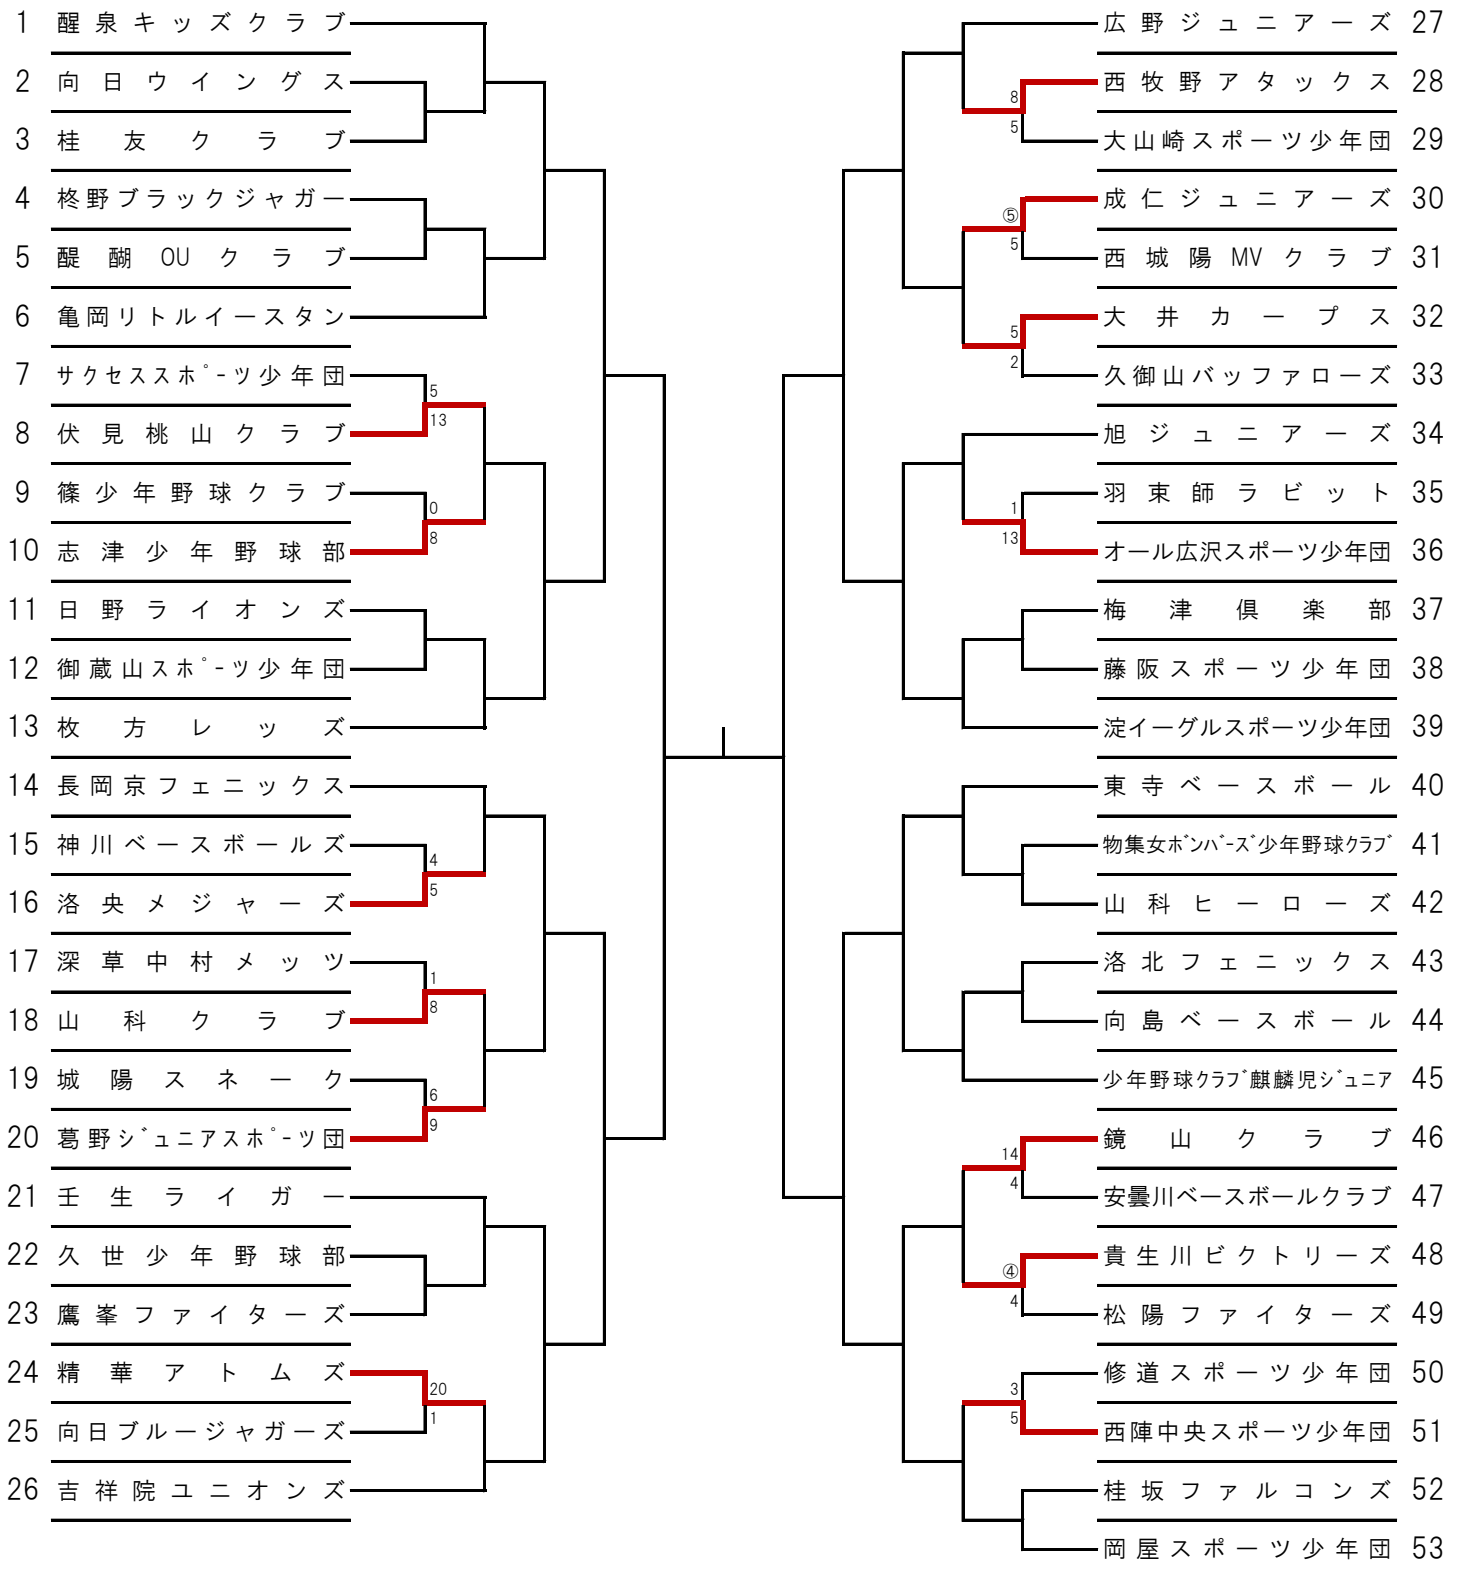 1 醒泉キッズクラブ
2 向日ウイングス
3 桂友クラブ
4 柊野ブラックジャガー
5 醍醐OUクラブ
6 亀岡リトルイースタン
7 サクセススホ゜ーツ少年団
5
13
8 伏見桃山クラブ
9 篠少年野球クラブ
0
8
10 志津少年野球部
11 日野ライオンズ
12 御蔵山スホ゜ーツ少年団
13 枚方レッズ
14 長岡京フェニックス
15 神川ベースボールズ
4
5
16 洛央メジャーズ
17 深草中村メッツ
1
8
18 山科クラブ
19 城陽スネーク
6
9
20 葛野シ゛ュニアスホ゜ーツ団
21 壬生ライガー
22 久世少年野球部
23 鷹峯ファイターズ
24 精華アトムズ
20
1
25 向日ブルージャガーズ
26 吉祥院ユニオンズ
広野ジュニアーズ 27
西牧野アタックス 28
8
5
大山崎スポーツ少年団 29
成仁ジュニアーズ 30
⑤
5
西城陽MVクラブ 31
大井カープス 32
5
2
久御山バッファローズ 33
旭ジュニアーズ 34
羽束師ラビット 35
1
13
オール広沢スポーツ少年団 36
梅津倶楽部 37
藤阪スポーツ少年団 38
淀イーグルスポーツ少年団 39
東寺ベースボール 40
物集女ボンバーズ少年野球クラブ 41
山科ヒーローズ 42
洛北フェニックス 43
向島ベースボール 44
少年野球クラブ麒麟児ジュニア 45
鏡山クラブ 46
14
4
安曇川ベースボールクラブ 47
貴生川ビクトリーズ 48
④
4
松陽ファイターズ 49
修道スポーツ少年団 50
3
5
西陣中央スポーツ少年団 51
桂坂ファルコンズ 52
岡屋スポーツ少年団 53